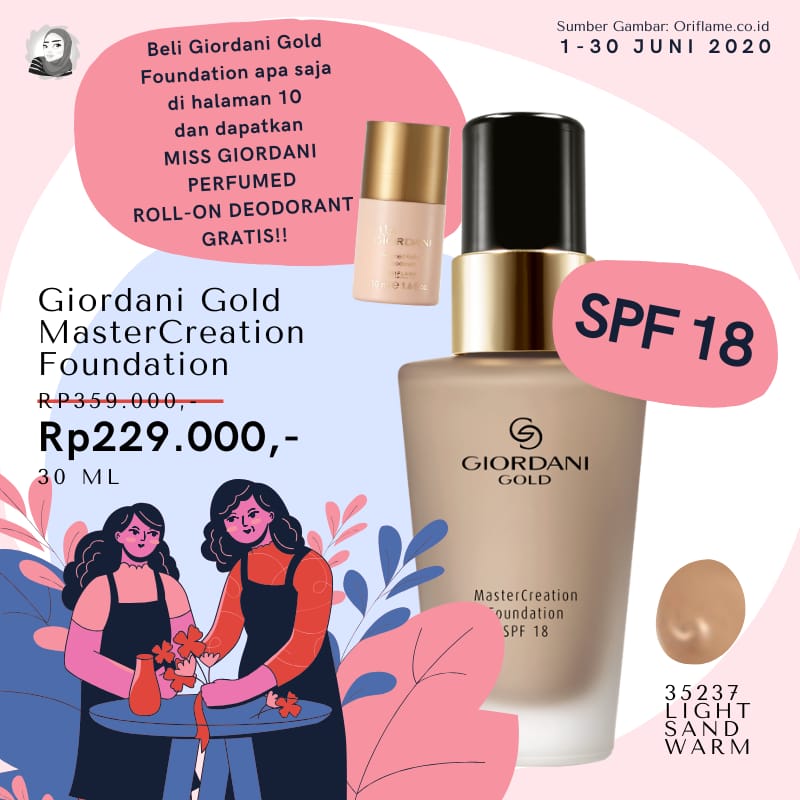 Sumber Gambar: Oriflame.co.id
1-30 JUNI 2020
Beli Giordani Gold
Foundation apa saja
di halaman 10
dan dapatkan
MISS GIORDANI
PERFUMED
ROLL-ON DEODORANT
GRATIS!!
GIORDANI
Giordani Gold
MasterCreation
Foundation
RP359.000,-
Rp229.000,-
30 ML
SPF 18
GIORDANI
GOLD
MasterCreation
Foundation
SPF 18
35237
LIGHT
SAND
WARM